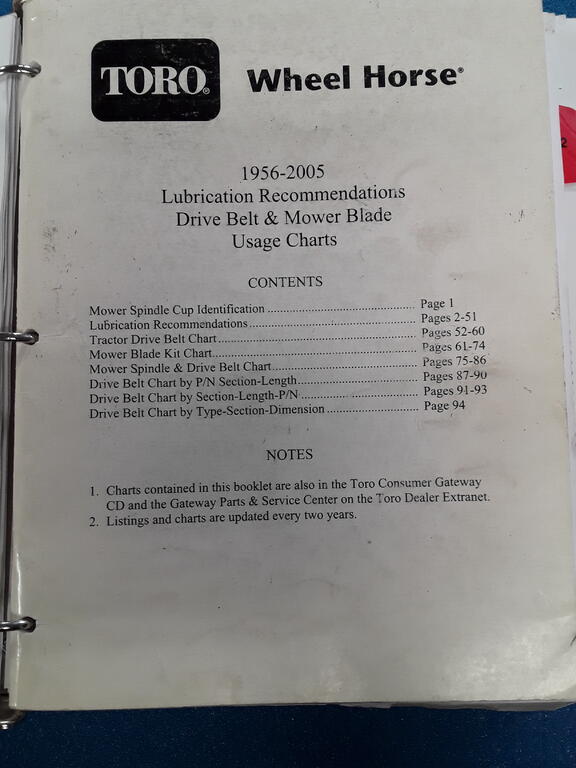 TORO® Wheel Horse®
1956-2005
Lubrication Recommendations
Drive Belt & Mower Blade
Usage Charts
CONTENTS
Mower Spindle Cup Identification ................................................ Page 1
Lubrication Recommendations ...................................................... Pages 2-51
Tractor Drive Belt Chart ................................................................ Pages 52-60
Mower Blade Kit Chart .................................................................. Pages 61-74
Mower Spindle & Drive Belt Chart ............................................... Pages 75-86
Drive Belt Chart by P/N Section-Length ....................................... Pages 87-90
Drive Belt Chart by Section-Length-P/N ....................................... Pages 91-93
Drive Belt Chart by Type-Section-Dimension .............................. Page 94
NOTES
1. Charts contained in this booklet are also in the Toro Consumer Gateway
CD and the Gateway Parts & Service Center on the Toro Dealer Extranet.
2. Listings and charts are updated every two years.
2